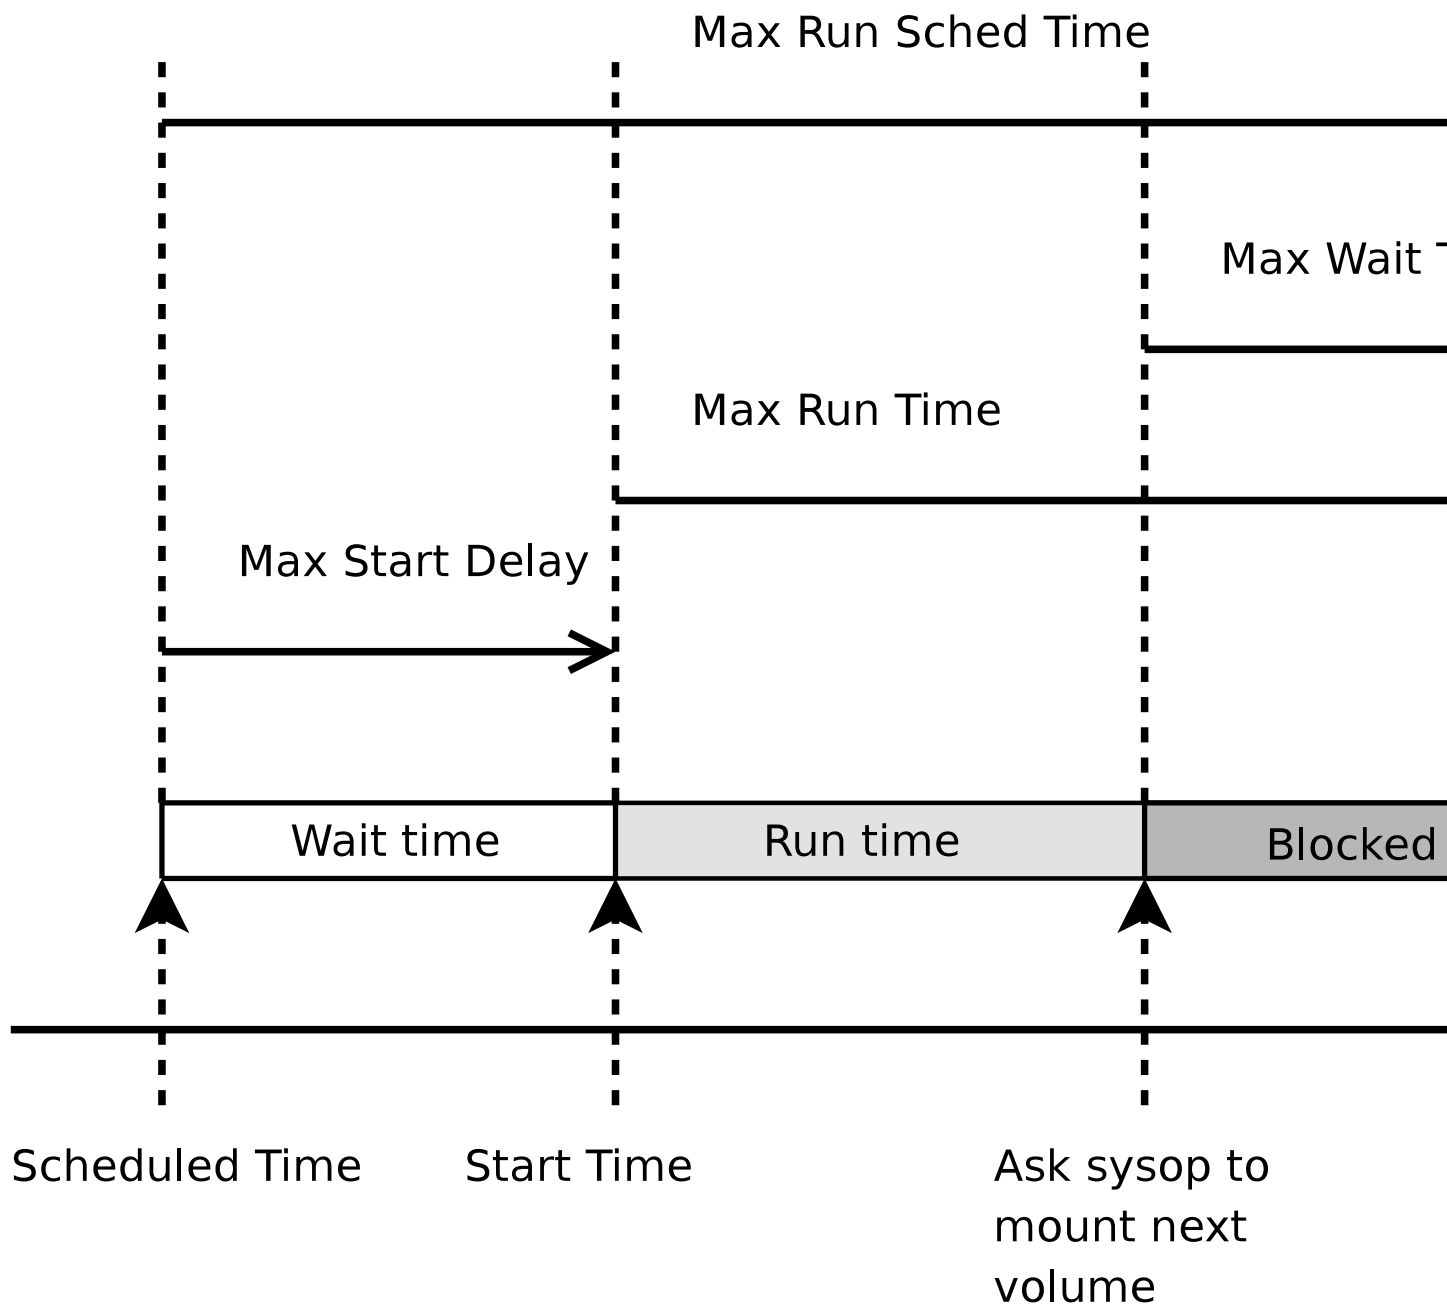 Max Run Sched Time
Max Wait
Max Run Time
Max Start Delay
Wait time
Run time
Blocked
Scheduled Time
Start Time
Ask sysop to
mount next
volume